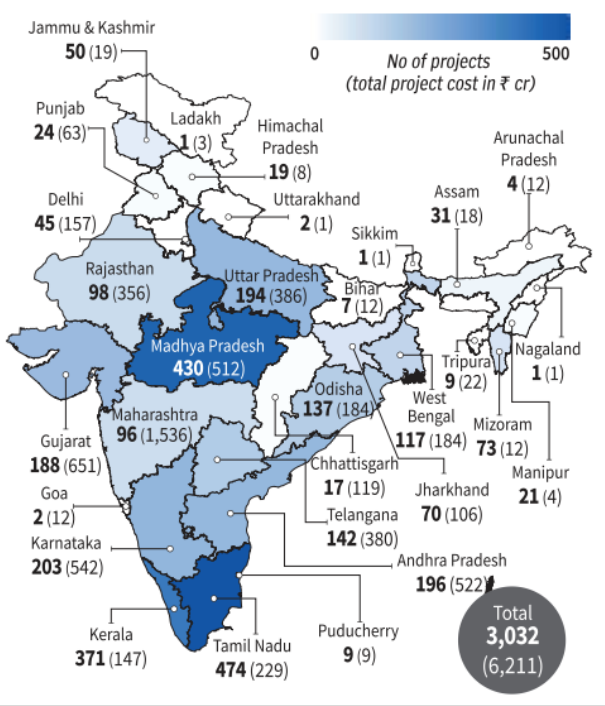 Jammu & Kashmir
50 (19)
0
500
No of projects
(total project cost in ₹ cr)
Punjab
24 (63)
Ladakh
1 (3)
Himachal
Pradesh
19 (8)
Arunachal
Pradesh
4 (12)
Delhi
45 (157)
Uttarakhand
2 (1)
Assam
31 (18)
Sikkim
1 (1)
Rajasthan
98 (356)
Uttar Pradesh
194 (386)
Bihar
7 (12)
Madhya Pradesh
430 (512)
Tripura
9 (22)
Nagaland
1 (1)
Odisha
137 (184)
West
Bengal
117 (184)
Mizoram
73 (12)
Maharashtra
96 (1,536)
Gujarat
188 (651)
Chhattisgarh
17 (119)
Jharkhand
70 (106)
Manipur
21 (4)
Goa
2 (12)
Telangana
142 (380)
Karnataka
203 (542)
Andhra Pradesh
196 (522)
Kerala
371 (147)
Tamil Nadu
474 (229)
Puducherry
9 (9)
Total
3,032
(6,211)